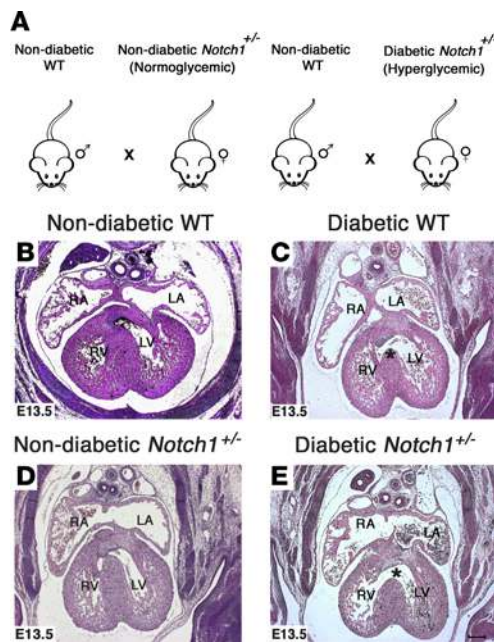 A
Non-diabetic WT
Non-diabetic Notch1+/- (Normoglycemic)
Non-diabetic WT
Diabetic Notch1+/- (Hyperglycemic)
♂ x ♀
♂ x ♀
Non-diabetic WT
Diabetic WT
B
RA
LA
RV
LV
E13.5
C
RA
LA
RV
LV
*
E13.5
Non-diabetic Notch1+/-
Diabetic Notch1+/-
D
RA
LA
RV
LV
E13.5
E
RA
LA
RV
LV
*
E13.5